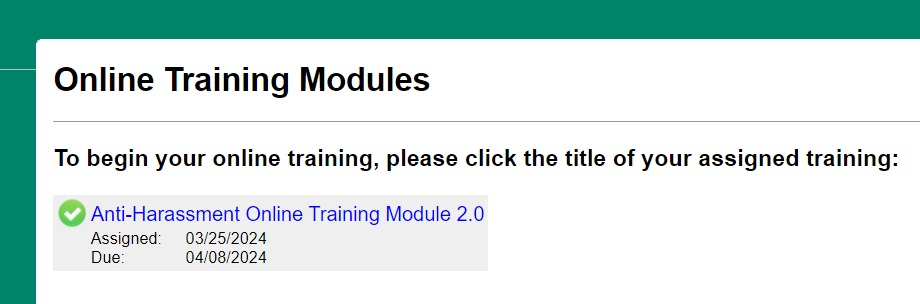 Online Training Modules
To begin your online training, please click the title of your assigned training:
Anti-Harassment Online Training Module 2.0
Assigned: 03/25/2024
Due: 04/08/2024